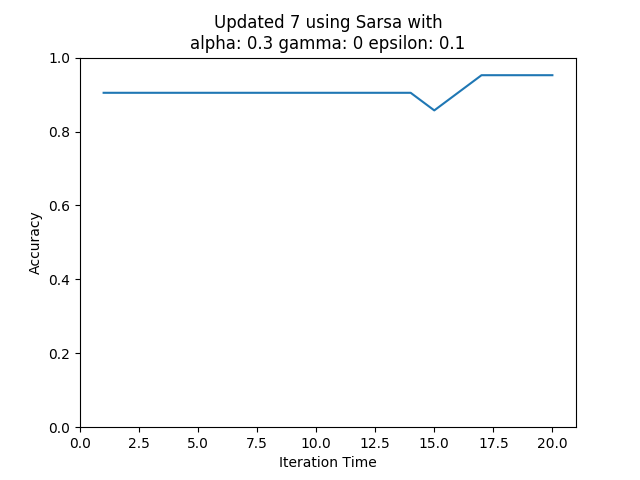 Updated 7 using Sarsa with
alpha: 0.3 gamma: 0 epsilon: 0.1
1.0
0.8
0.6
0.4
0.2
0.0
Accuracy
0.0 2.5 5.0 7.5 10.0 12.5 15.0 17.5 20.0
Iteration Time